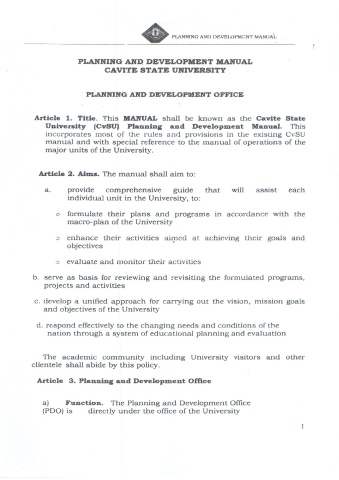 PLANNING AND DEVELOPMENT MANUAL
PLANNING AND DEVELOPMENT MANUAL
CAVITE STATE UNIVERSITY
PLANNING AND DEVELOPMENT OFFICE
Article 1. Title. This MANUAL shall be known as the Cavite State
University (CvSU) Planning and Development Manual. This
incorporates most of the rules and provisions in the existing CvSU
manual and with special reference to the manual of operations of the
major units of the University.
Article 2. Aims. The manual shall aim to:
a. provide comprehensive guide that will assist each
individual unit in the University, to:
o formulate their plans and programs in accordance with the
macro-plan of the University
o enhance their activities aimed at achieving their goals and
objectives
o evaluate and monitor their activities
b. serve as basis for reviewing and revisiting the formulated programs,
projects and activities
c. develop a unified approach for carrying out the vision, mission goals
and objectives of the University
d. respond effectively to the changing needs and conditions of the
nation through a system of educational planning and evaluation
The academic community including University visitors and other
clientele shall abide by this policy.
Article 3. Planning and Development Office
a) Function. The Planning and Development Office
(PDO) is directly under the office of the University
1